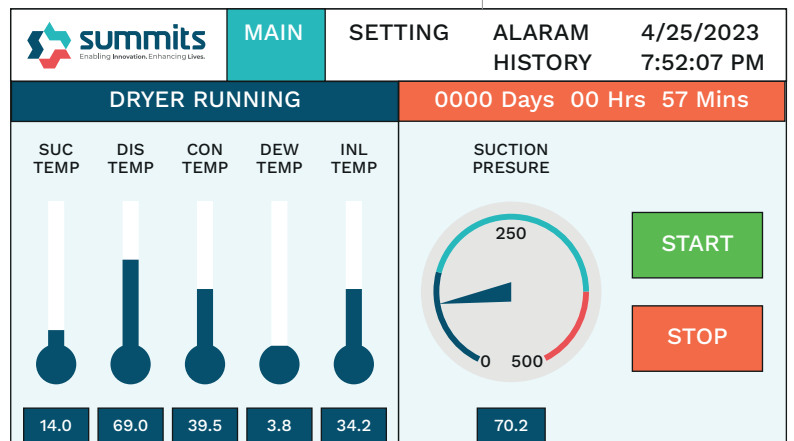 summits
Enabling Innovation. Enhancing Lives.
MAIN
SETTING
ALARAM
HISTORY
4/25/2023
7:52:07 PM
DRYER RUNNING
0000 Days 00 Hrs 57 Mins
SUC
TEMP
DIS
TEMP
CON
TEMP
DEW
TEMP
INL
TEMP
SUCTION
PRESURE
250
0
500
START
STOP
14.0
69.0
39.5
3.8
34.2
70.2